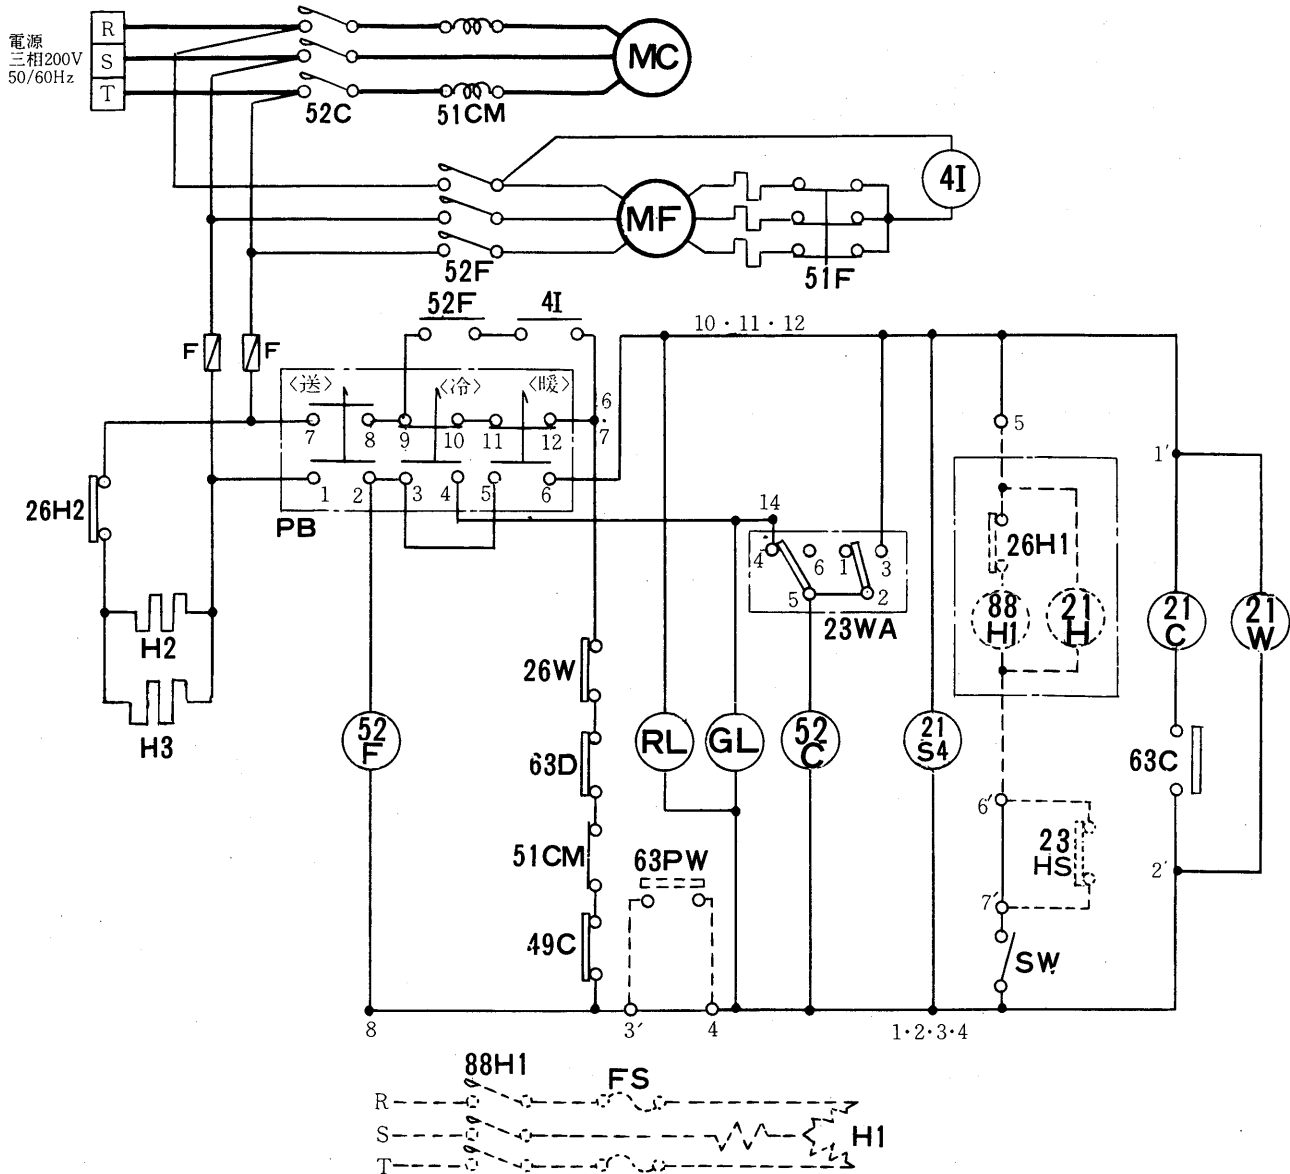 電源
三相200V
50/60Hz
R
S
T
52C
51CM
MC
4I
MF
52F
51F
52F
4I
10・11・12
F
F
〈送〉
〈冷〉
〈暖〉
6
・
7
7
8
9
10
11
12
5
1'
1
2
3
4
5
6
26H2
PB
14
4
6
1
3
26H1
5
2
23WA
88
H1
21
H
21
C
21
W
H2
26W
H3
52
F
63D
RL
GL
52
C
21
S4
63C
6'
51CM
63PW
23
HS
2'
7'
49C
SW
8
3'
4
1・2・3・4
88H1
FS
R
S
H1
T